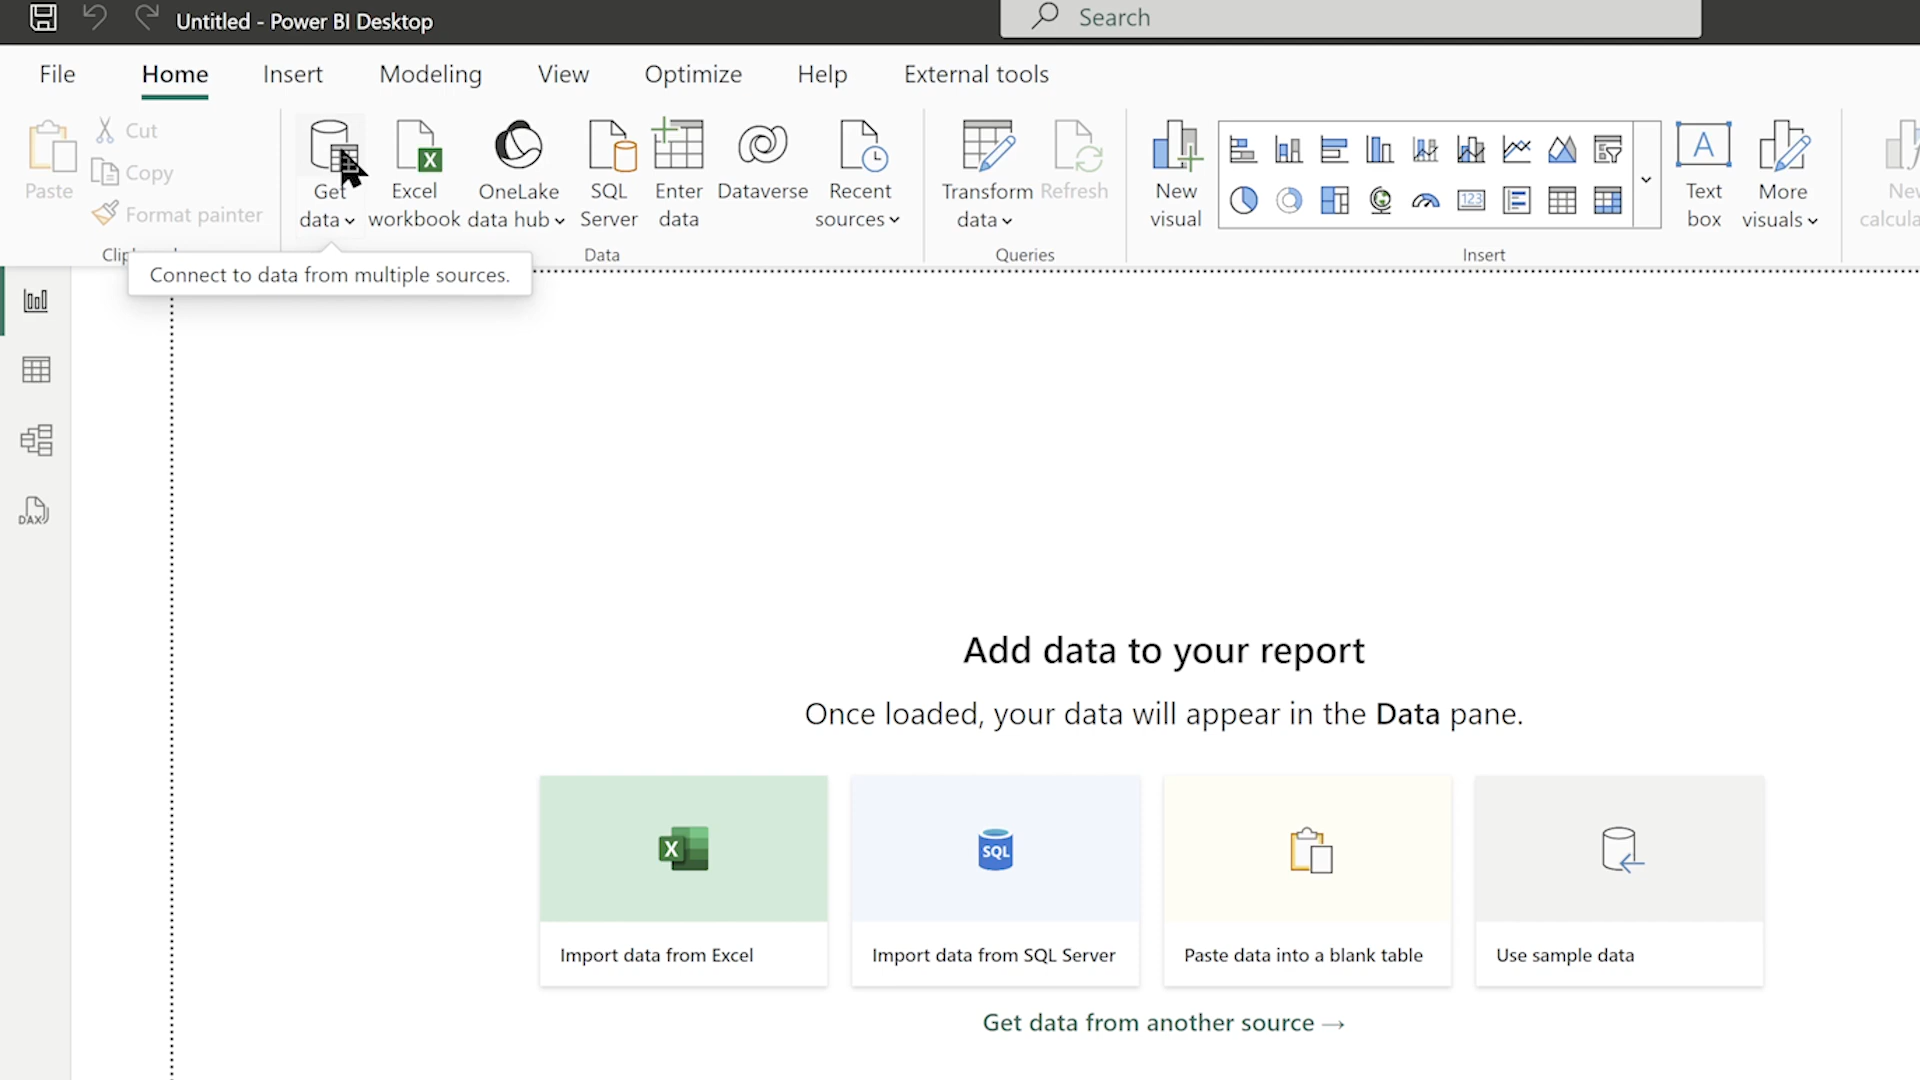 Untitled - Power BI Desktop
Search
File
Home
Insert
Modeling
View
Optimize
Help
External tools
Paste
Cut
Copy
Format painter
Get
data
Excel
workbook
OneLake
data hub
SQL
Server
Enter
data
Dataverse
Recent
sources
Transform
data
Refresh
New
visual
123
A
Text
box
More
visuals
Data
Queries
Insert
Connect to data from multiple sources.
DAX
Add data to your report
Once loaded, your data will appear in the Data pane.
X
SQL
Import data from Excel
Import data from SQL Server
Paste data into a blank table
Use sample data
Get data from another source →